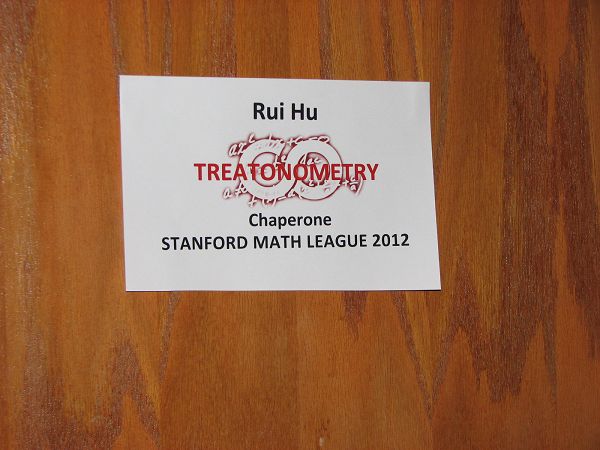 Rui Hu
TREATONOMETRY
Chaperone
STANFORD MATH LEAGUE 2012